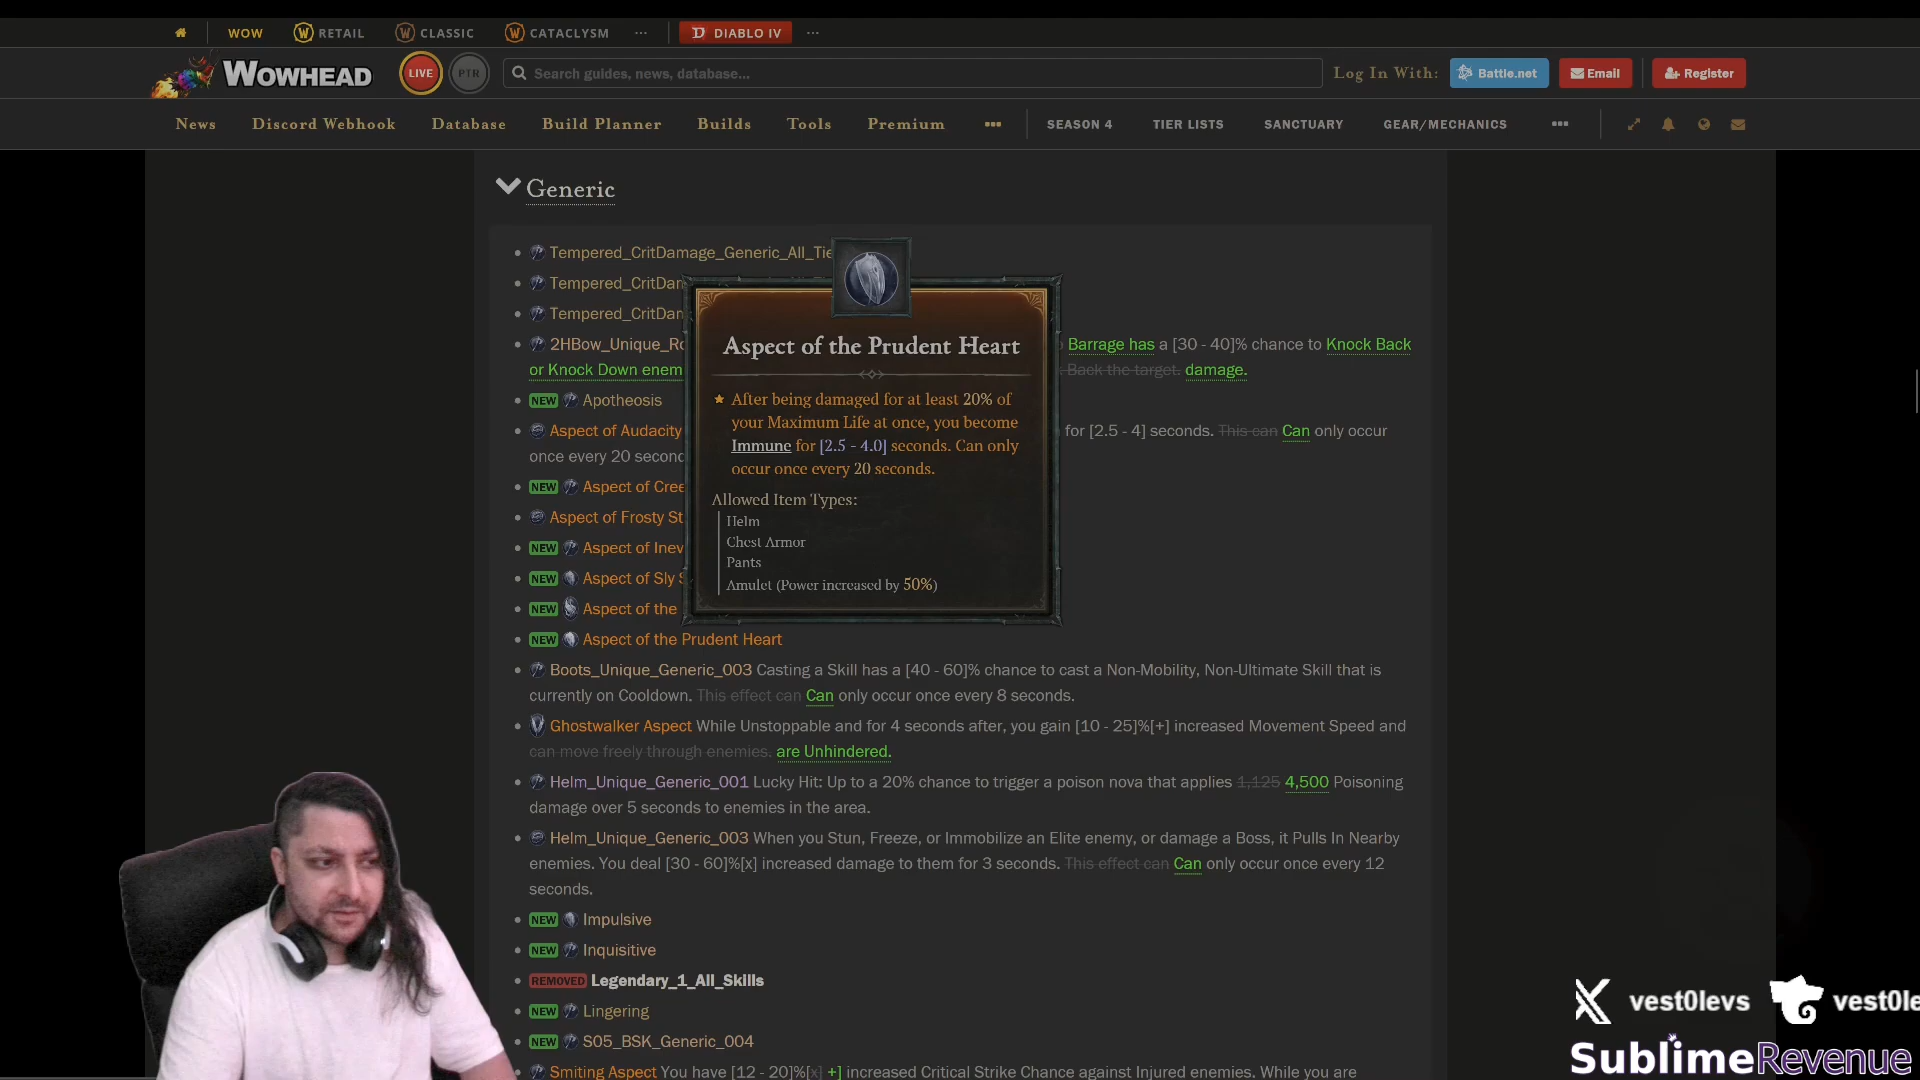 WOW
RETAIL
CLASSIC
CATACLYSM
...
DIABLO IV
...
WOWHEAD
LIVE
PTR
Search guides, news, database...
Log In With:
Battle.net
Email
Register
News
Discord Webhook
Database
Build Planner
Builds
Tools
Premium
SEASON 4
TIER LISTS
SANCTUARY
GEAR/MECHANICS
Generic
Tempered_CritDamage_Generic_All_Tie
Tempered_CritDan
Tempered_CritDan
2HBow_Unique_Ro
Barrage has a [30 - 40]% chance to Knock Back
or Knock Down enem
Back the target. damage.
NEW Apotheosis
Aspect of Audacity
for [2.5 - 4] seconds. This can Can only occur
once every 20 second
NEW Aspect of Cree
Aspect of Frosty St
NEW Aspect of Inev
NEW Aspect of Sly S
NEW Aspect of the
NEW Aspect of the Prudent Heart
Aspect of the Prudent Heart
After being damaged for at least 20% of
your Maximum Life at once, you become
Immune for [2.5 - 4.0] seconds. Can only
occur once every 20 seconds.
Allowed Item Types:
Helm
Chest Armor
Pants
Amulet (Power increased by 50%)
Boots_Unique_Generic_003 Casting a Skill has a [40 - 60]% chance to cast a Non-Mobility, Non-Ultimate Skill that is
currently on Cooldown. This effect can Can only occur once every 8 seconds.
Ghostwalker Aspect While Unstoppable and for 4 seconds after, you gain [10 - 25]%[+] increased Movement Speed and
can move freely through enemies. are Unhindered.
Helm_Unique_Generic_001 Lucky Hit: Up to a 20% chance to trigger a poison nova that applies 1,125 4,500 Poisoning
damage over 5 seconds to enemies in the area.
Helm_Unique_Generic_003 When you Stun, Freeze, or Immobilize an Elite enemy, or damage a Boss, it Pulls In Nearby
enemies. You deal [30 - 60]%[x] increased damage to them for 3 seconds. This effect can Can only occur once every 12
seconds.
NEW Impulsive
NEW Inquisitive
REMOVED Legendary_1_All_Skills
NEW Lingering
NEW S05_BSK_Generic_004
Smiting Aspect You have [12 - 20]%[x] +] increased Critical Strike Chance against Injured enemies. While you are
vest0levs
vest0le
SublimeRevenue